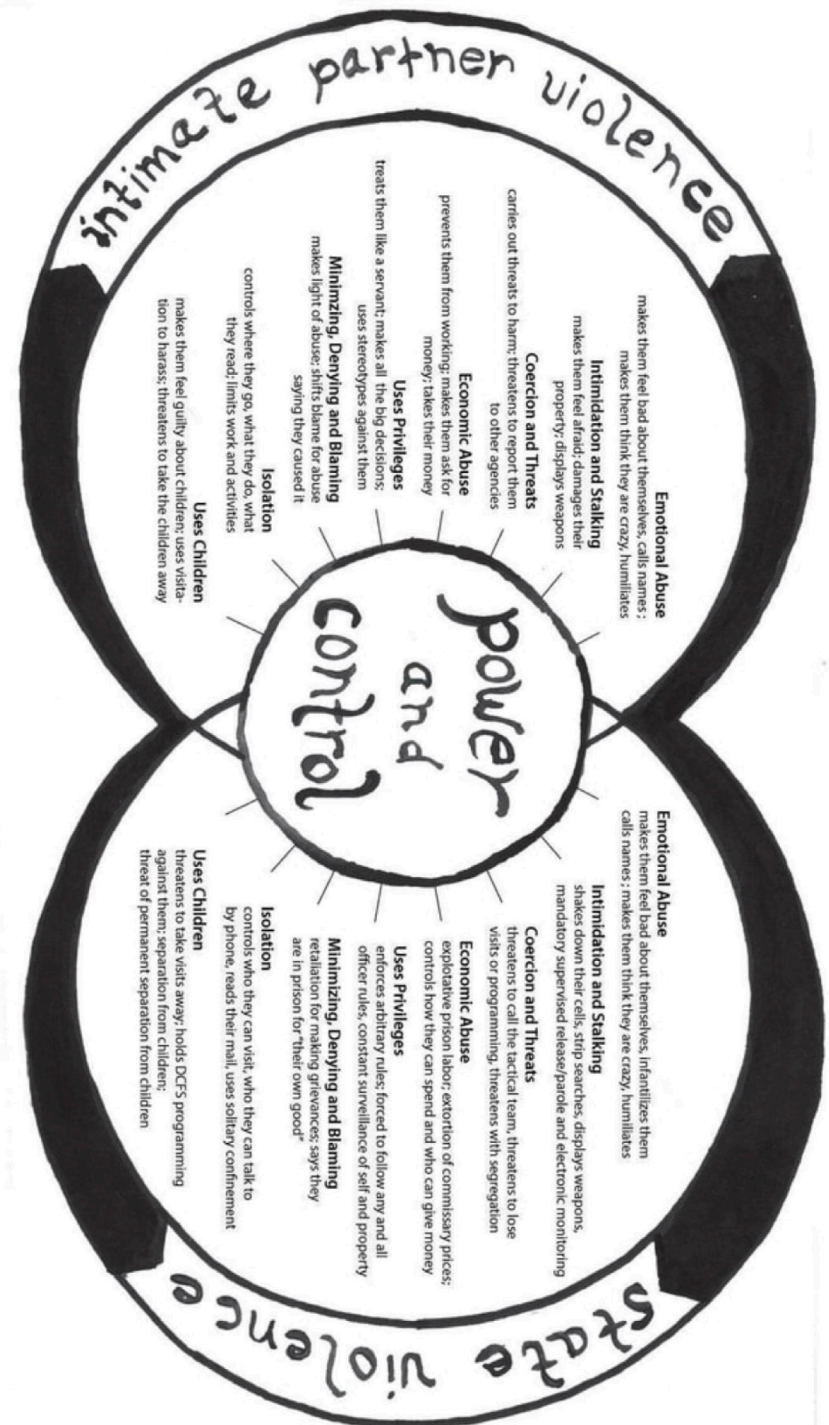 intimate partner violence
Emotional Abuse
makes them feel bad about themselves, calls names ;
makes them think they are crazy, humiliates
Intimidation and Stalking
makes them feel afraid; damages their
property; displays weapons
Coercion and Threats
carries out threats to harm; threatens to report them
to other agencies
Economic Abuse
prevents them from working; makes them ask for
money; takes their money
Uses Privileges
treats them like a servant; makes all the big decisions;
uses stereotypes against them
Minimzing, Denying and Blaming
makes light of abuse; shifts blame for abuse
saying they caused it
Isolation
controls where they go, what they do, what
they read; limits work and activities
Uses Children
makes them feel guilty about children; uses visita-
tion to harass; threatens to take the children away
power
and
control
Emotional Abuse
makes them feel bad about themselves, infantilizes them
calls names ; makes them think they are crazy, humiliates
Intimidation and Stalking
shakes down their cells, strip searches, displays weapons,
mandatory supervised release/parole and electronic monitoring
Coercion and Threats
threatens to call the tactical team, threatens to lose
visits or programming, threatens with segregation
Economic Abuse
explotative prison labor; extortion of commissary prices;
controls how they can spend and who can give money
Uses Privileges
enforces arbitrary rules; forced to follow any and all
officer rules, constant surveillance of self and property
Minimizing, Denying and Blaming
retaliation for making grievances; says they
are in prison for "their own good"
Isolation
controls who they can visit, who they can talk to
by phone, reads their mail, uses solitary confinement
Uses Children
threatens to take visits away; holds DCFS programming
against them; separation from children;
threat of permanent separation from children
state violence